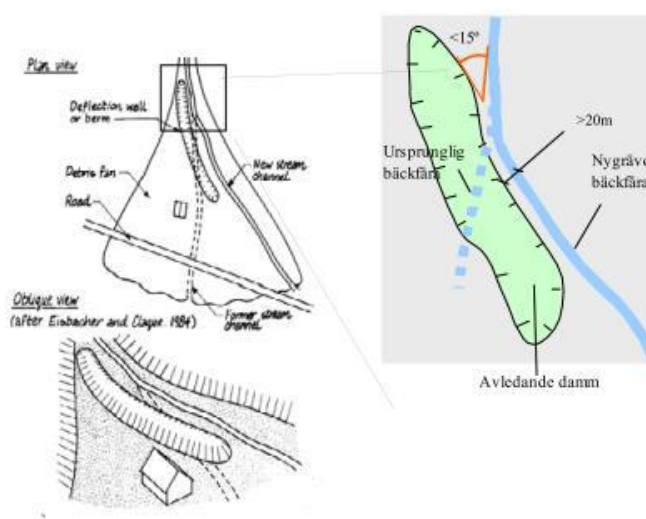 Plan view
Deflection wall
or berm
Debris fan
Road
New stream
channel
Oblique view
(after Eisbacher and Clague 1984)
Former stream
channel
<15°
>20m
Ursprunglig
bäckfåra
bäckfåra
Avledande damm